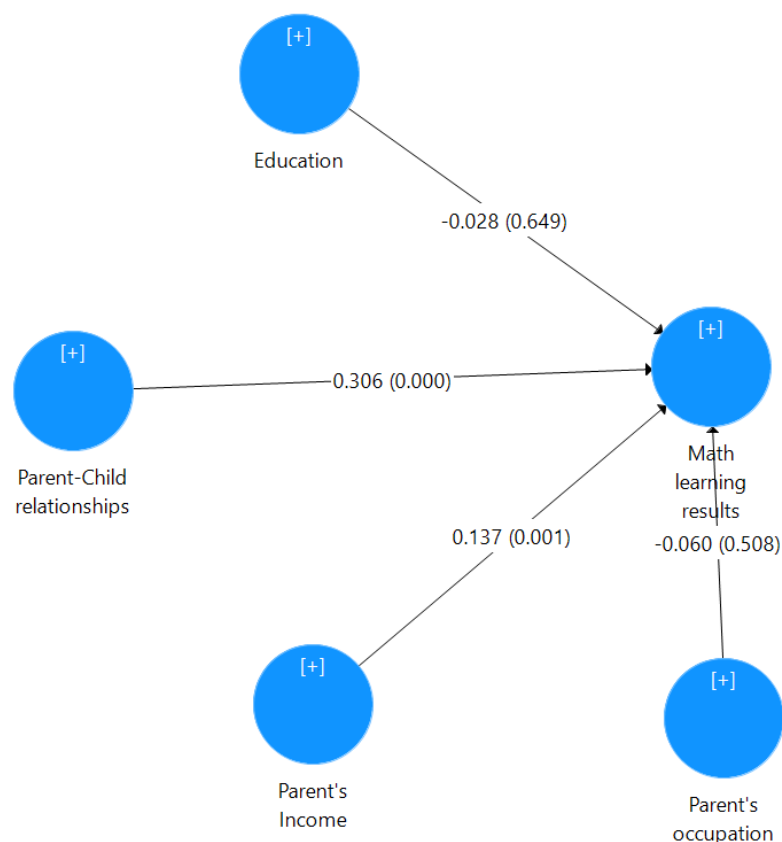 [+]
Education
-0.028 (0.649)
[+]
Parent-Child
relationships
0.306 (0.000)
[+]
Math
learning
results
0.137 (0.001)
-0.060 (0.508)
[+]
Parent's
Income
[+]
Parent's
occupation